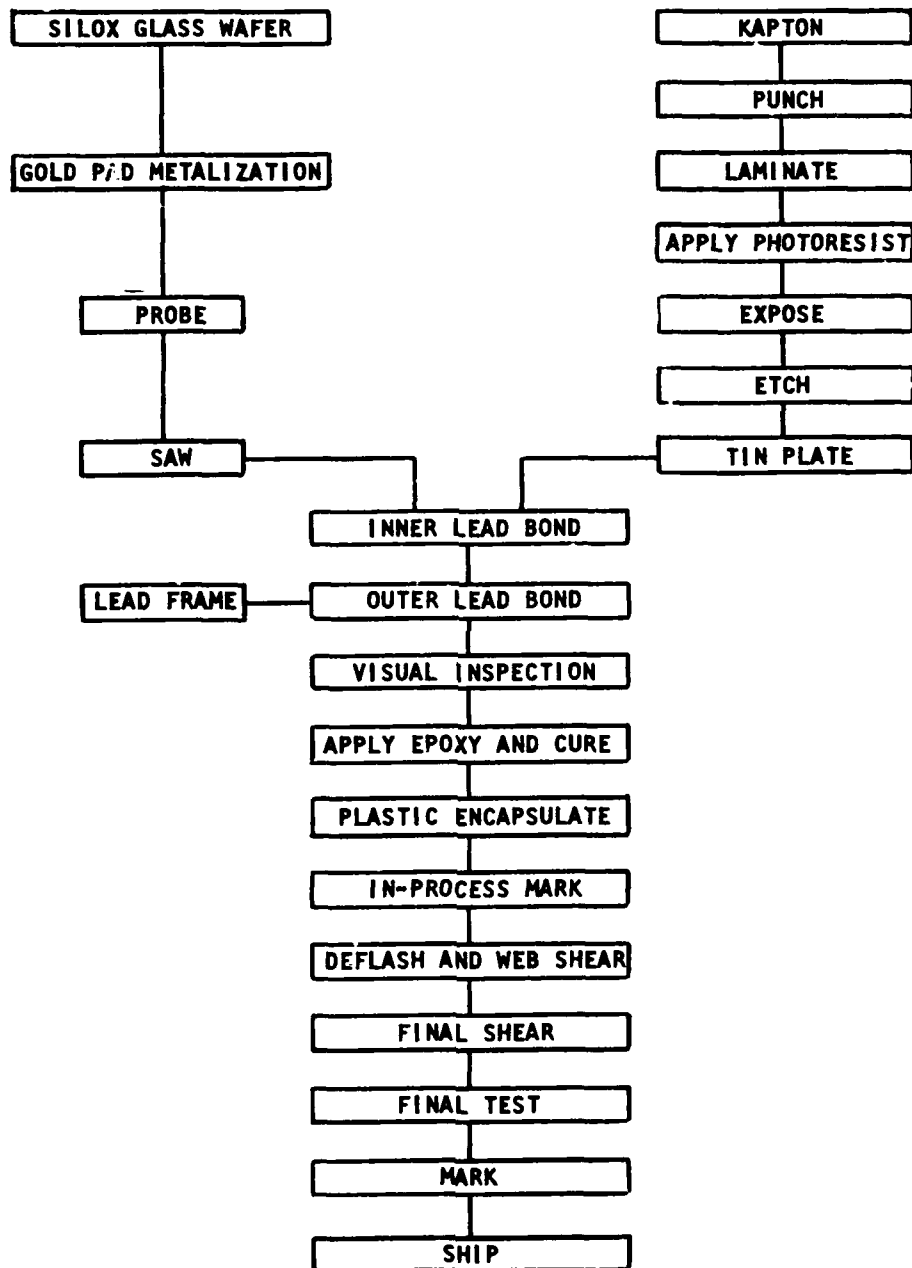 SILOX GLASS WAFER
GOLD PAD METALIZATION
PROBE
SAW
KAPTON
PUNCH
LAMINATE
APPLY PHOTORESIST
EXPOSE
ETCH
TIN PLATE
INNER LEAD BOND
LEAD FRAME
OUTER LEAD BOND
VISUAL INSPECTION
APPLY EPOXY AND CURE
PLASTIC ENCAPSULATE
IN-PROCESS MARK
DEFLASH AND WEB SHEAR
FINAL SHEAR
FINAL TEST
MARK
SHIP